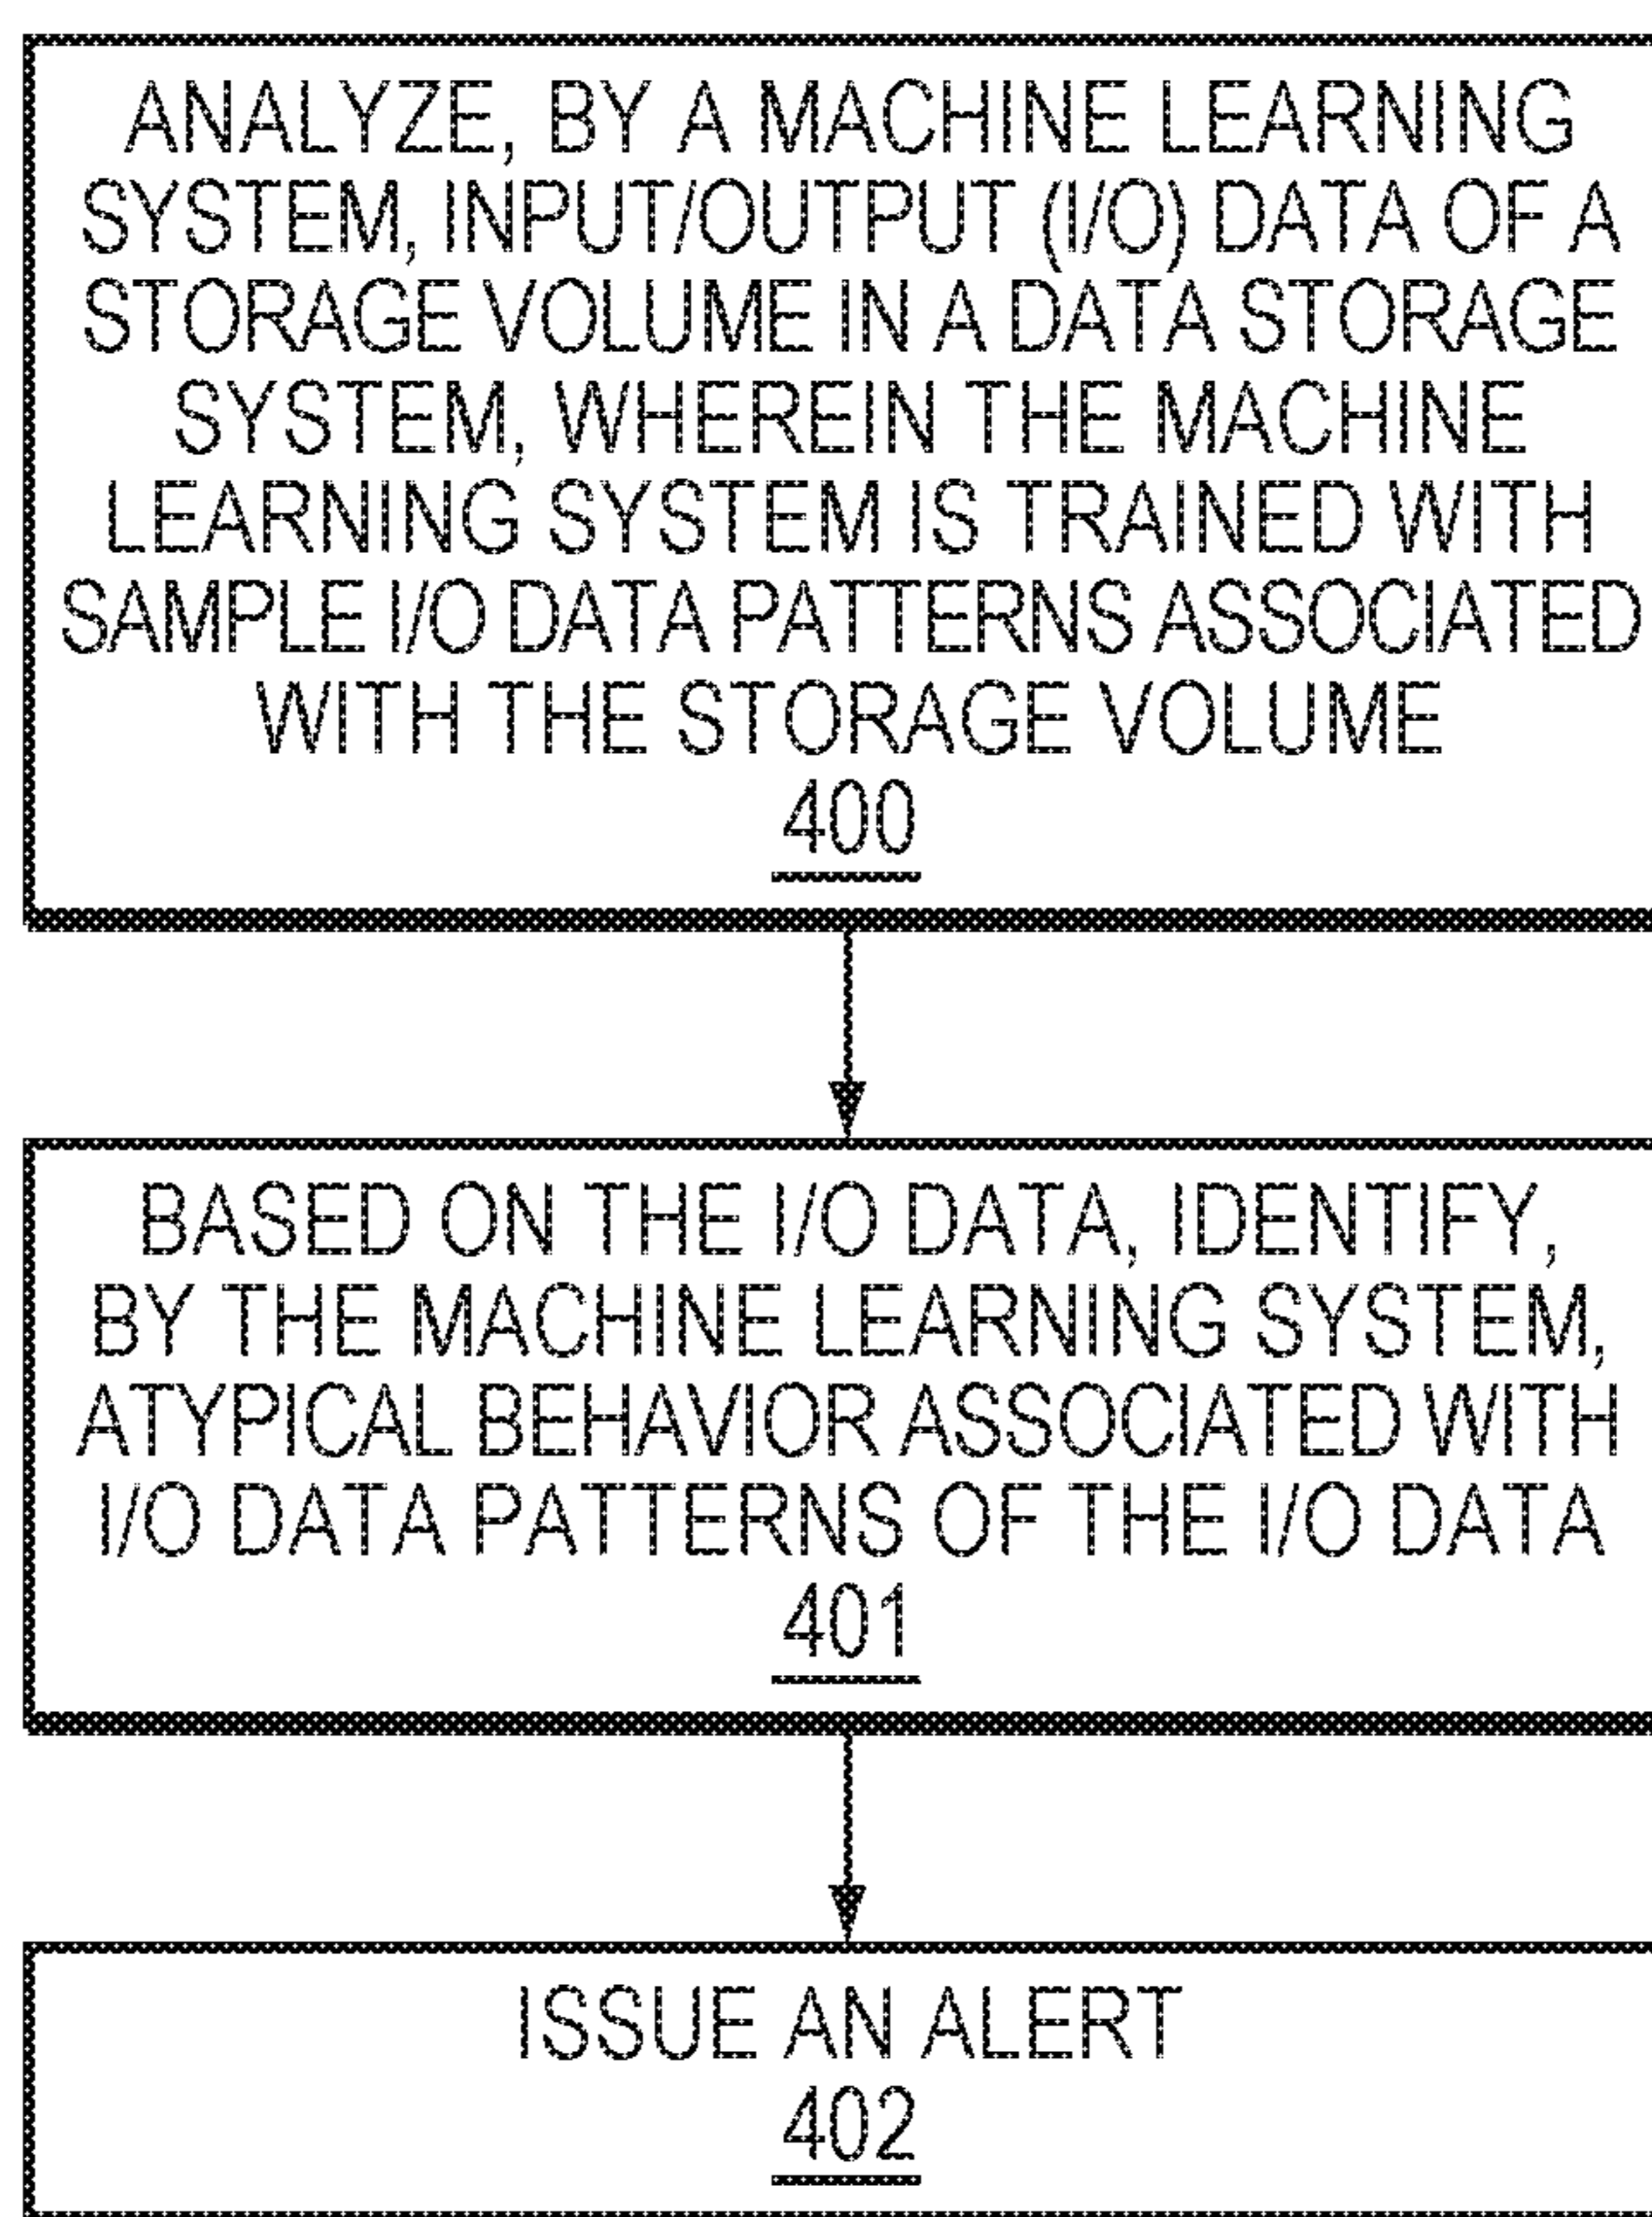 ANALYZE, BY A MACHINE LEARNING
SYSTEM, INPUT/OUTPUT (I/O) DATA OF A
STORAGE VOLUME IN A DATA STORAGE
SYSTEM, WHEREIN THE MACHINE
LEARNING SYSTEM IS TRAINED WITH
SAMPLE I/O DATA PATTERNS ASSOCIATED
WITH THE STORAGE VOLUME
400
BASED ON THE I/O DATA, IDENTIFY,
BY THE MACHINE LEARNING SYSTEM,
ATYPICAL BEHAVIOR ASSOCIATED WITH
I/O DATA PATTERNS OF THE I/O DATA
401
ISSUE AN ALERT
402